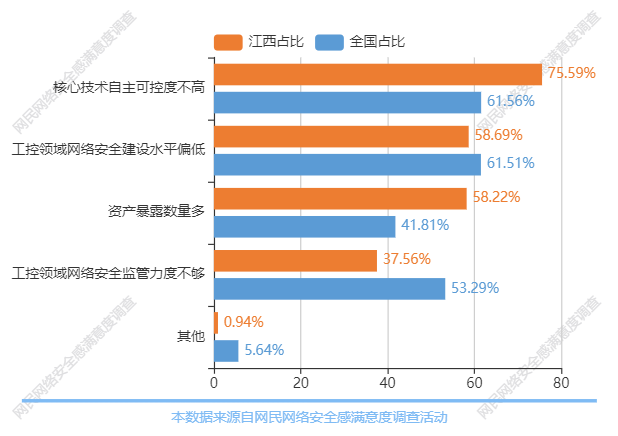 江西占比 全国占比
核心技术自主可控度不高 75.59%
61.56%
工控领域网络安全建设水平偏低 58.69%
61.51%
资产暴露数量多 58.22%
41.81%
工控领域网络安全监管力度不够 37.56%
53.29%
其他 0.94%
5.64%
0 20 40 60 80
本数据来源自网民网络安全感满意度调查活动
网民网络安全感满意度调查
网民网络安全感满意度调查
网民网络安全感满意度调查
网民网络安全感满意度调查